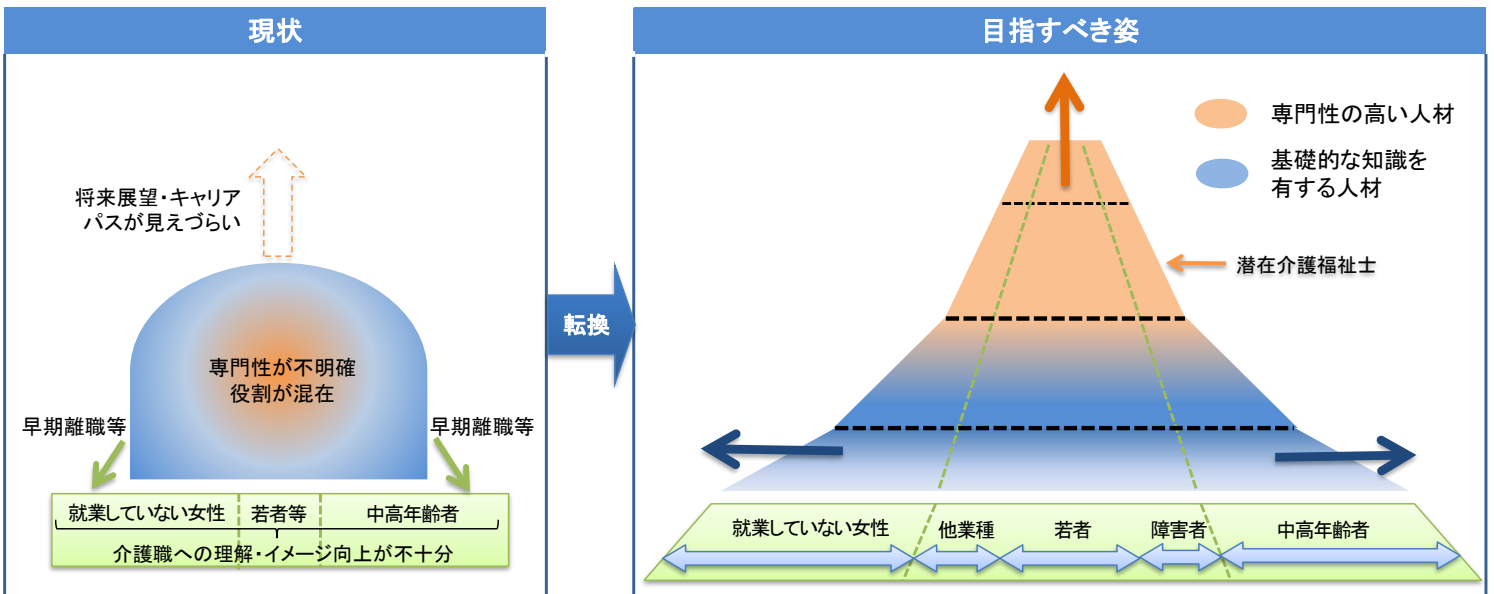 現状
将来展望・キャリア
パスが見えづらい
専門性が不明確
役割が混在
早期離職等
早期離職等
就業していない女性
若者等
中高年齢者
介護職への理解・イメージ向上が不十分
転換
目指すべき姿
専門性の高い人材
基礎的な知識を
有する人材
潜在介護福祉士
就業していない女性
他業種
若者
障害者
中高年齢者